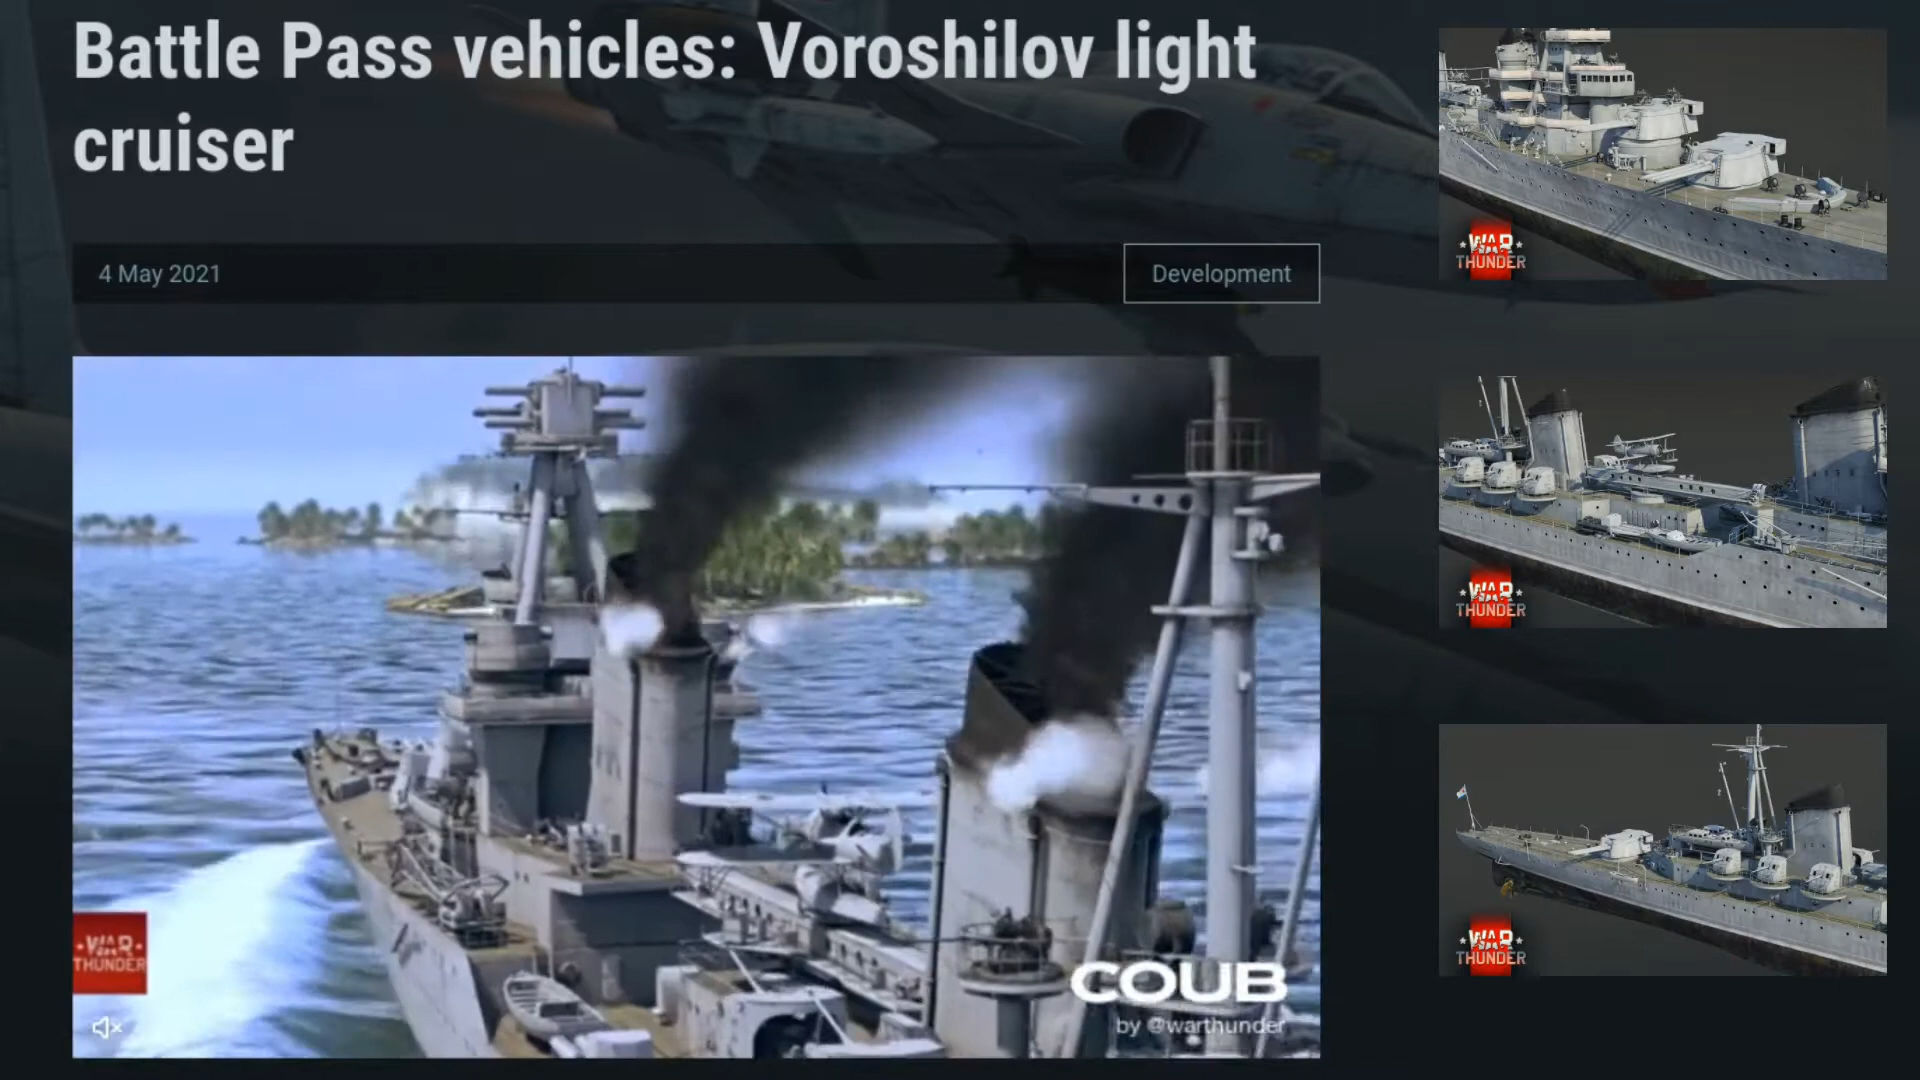 Battle Pass vehicles: Voroshilov light
cruiser
4 May 2021
Development
WAR
THUNDER
COUB
by @warthunder
WAR
THUNDER
WAR
THUNDER
WAR
THUNDER